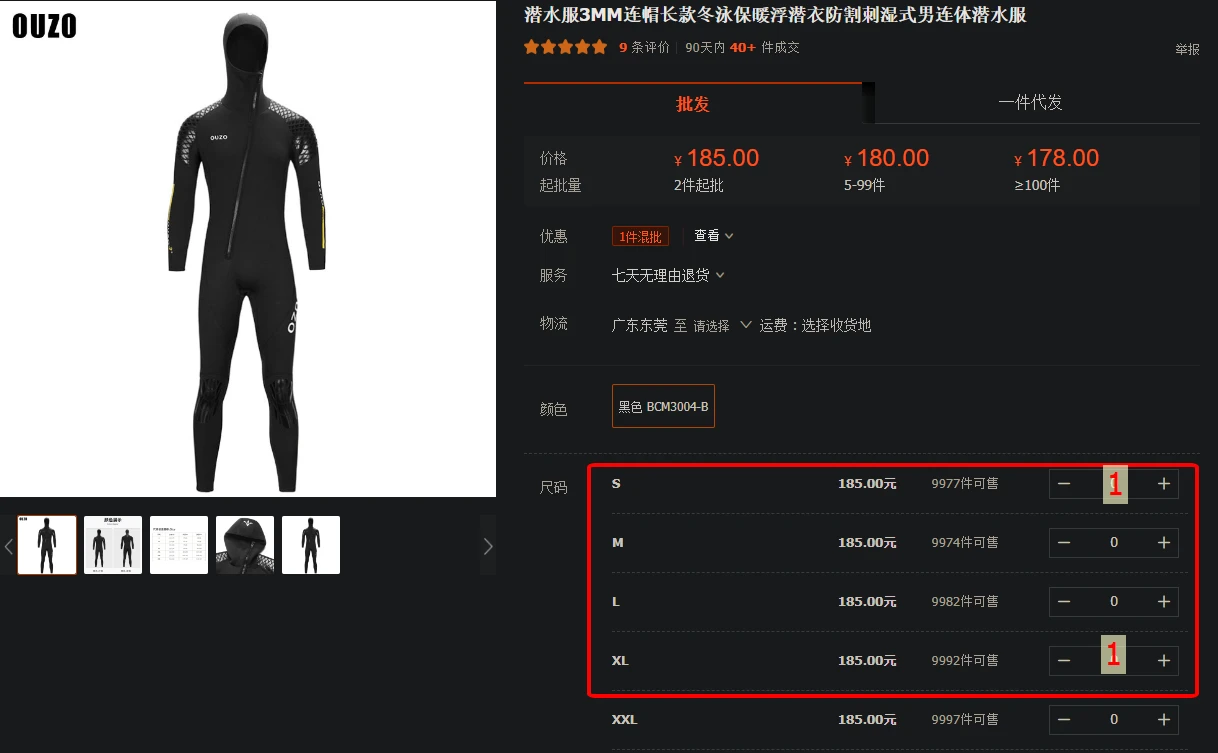 OUZO
潜水服3MM连帽长款冬泳保暖浮潜衣防割刺湿式男连体潜水服
9 条评价 90天内 40+ 件成交
举报
批发 一件代发
价格 ¥ 185.00 ¥ 180.00 ¥ 178.00
起批量 2件起批 5-99件 ≥100件
优惠 1件混批 查看
服务 七天无理由退货
物流 广东东莞 至 请选择 运费：选择收货地
颜色 黑色 BCM3004-B
尺码
S 185.00元 9977件可售 − 1 +
M 185.00元 9974件可售 − 0 +
L 185.00元 9982件可售 − 0 +
XL 185.00元 9992件可售 − 1 +
XXL 185.00元 9997件可售 − 0 +
OUZO
OUZO